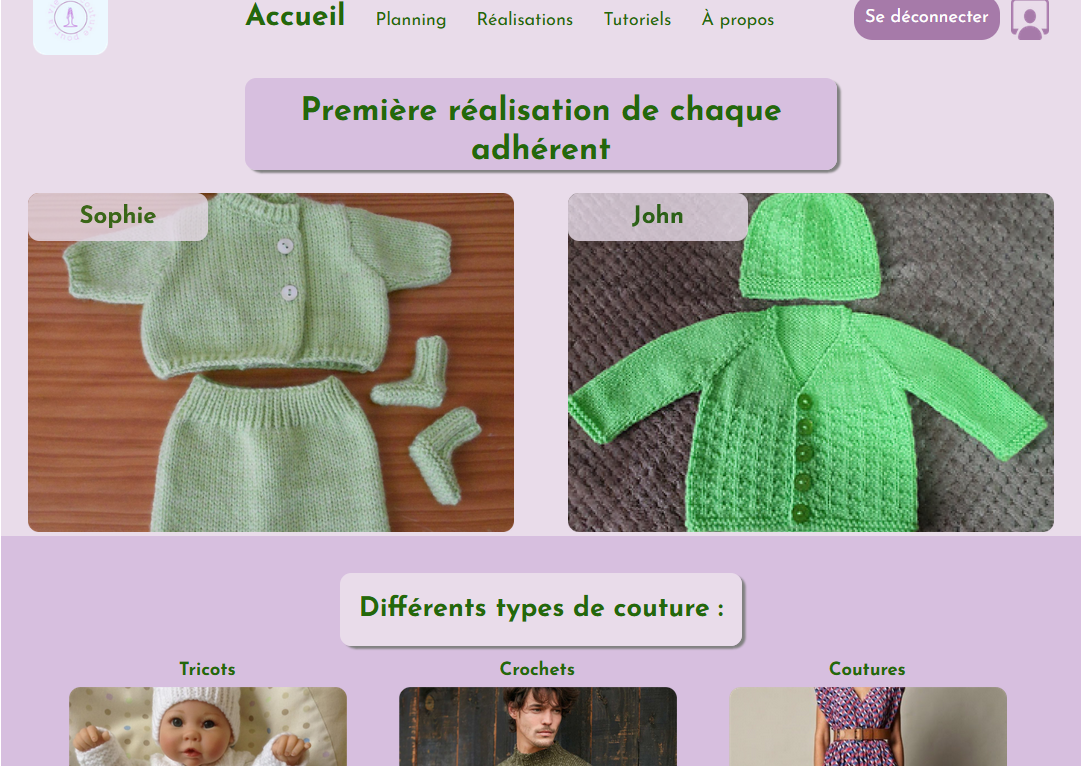 Accueil Planning Réalisations Tutoriels À propos Se déconnecter
Première réalisation de chaque
adhérent
Sophie John
Différents types de couture :
Tricots Crochets Coutures